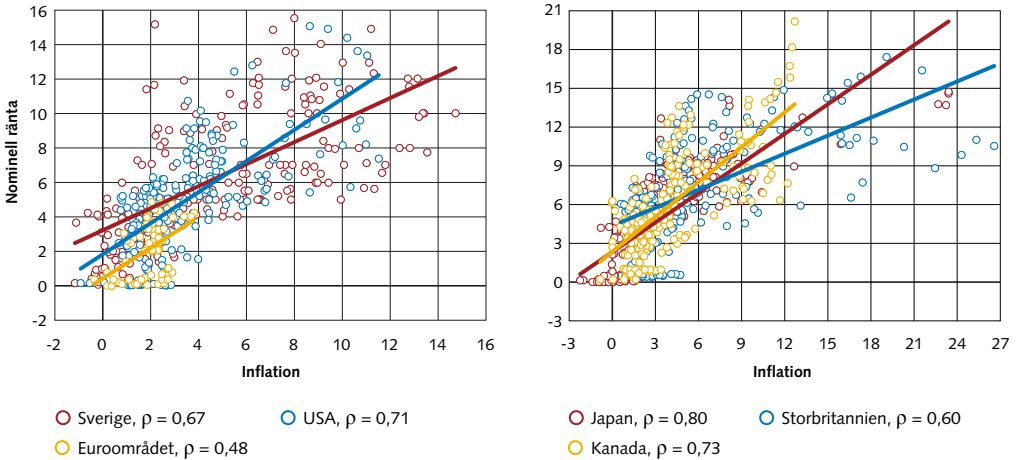 16
14
12
10
8
6
4
2
0
-2
Nominell ränta
-2 0 2 4 6 8 10 12 14 16
Inflation
Sverige, ρ = 0,67
USA, ρ = 0,71
Euroområdet, ρ = 0,48
21
18
15
12
9
6
3
0
-3
-3 0 3 6 9 12 15 18 21 24 27
Inflation
Japan, ρ = 0,80
Storbritannien, ρ = 0,60
Kanada, ρ = 0,73